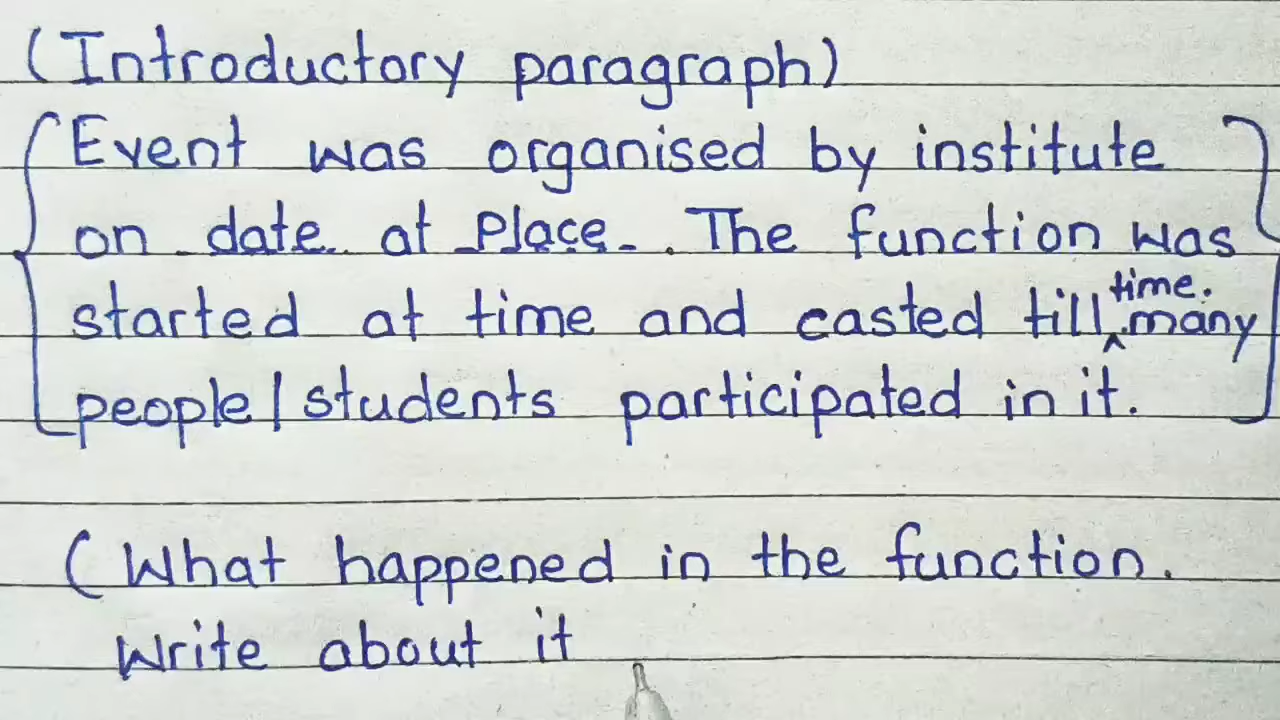 (Introductory paragraph)
Event was organised by institute
on date at Place. The function was
started at time and casted till time. many
people/students participated in it.
(What happened in the function.
Write about it